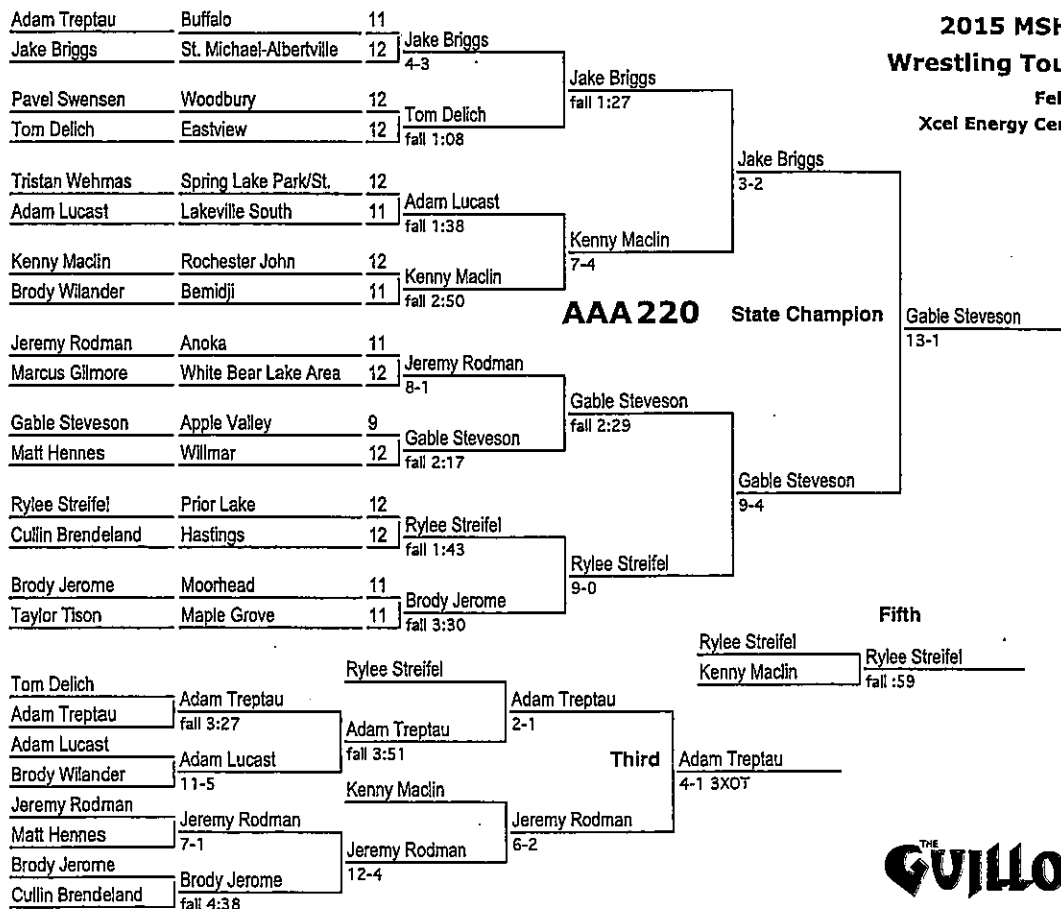 2015 MSH
Wrestling Tou
Fel
Xcel Energy Cer
Adam Treptau Buffalo 11
Jake Briggs St. Michael-Albertville 12
Jake Briggs
4-3
Pavel Swensen Woodbury 12
Tom Delich Eastview 12
Tom Delich
fall 1:08
Jake Briggs
fall 1:27
Tristan Wehmas Spring Lake Park/St. 12
Adam Lucast Lakeville South 11
Adam Lucast
fall 1:38
Kenny Maclin Rochester John 12
Brody Wilander Bemidji 11
Kenny Maclin
fall 2:50
Kenny Maclin
7-4
Jake Briggs
3-2
AAA 220 State Champion
Gable Steveson
13-1
Jeremy Rodman Anoka 11
Marcus Gilmore White Bear Lake Area 12
Jeremy Rodman
8-1
Gable Steveson Apple Valley 9
Matt Hennes Willmar 12
Gable Steveson
fall 2:17
Gable Steveson
fall 2:29
Rylee Streifel Prior Lake 12
Cullin Brendeland Hastings 12
Rylee Streifel
fall 1:43
Brody Jerome Moorhead 11
Taylor Tison Maple Grove 11
Brody Jerome
fall 3:30
Rylee Streifel
9-0
Gable Steveson
9-4
Fifth
Rylee Streifel
Kenny Maclin
Rylee Streifel
fall :59
Tom Delich
Adam Treptau
Adam Treptau
fall 3:27
Adam Lucast
Brody Wilander
Adam Lucast
11-5
Rylee Streifel
Adam Treptau
fall 3:51
Adam Treptau
2-1
Jeremy Rodman
Matt Hennes
Jeremy Rodman
7-1
Brody Jerome
Cullin Brendeland
Brody Jerome
fall 4:38
Kenny Maclin
Jeremy Rodman
12-4
Jeremy Rodman
6-2
Third
Adam Treptau
4-1 3XOT
THE
GUILLO